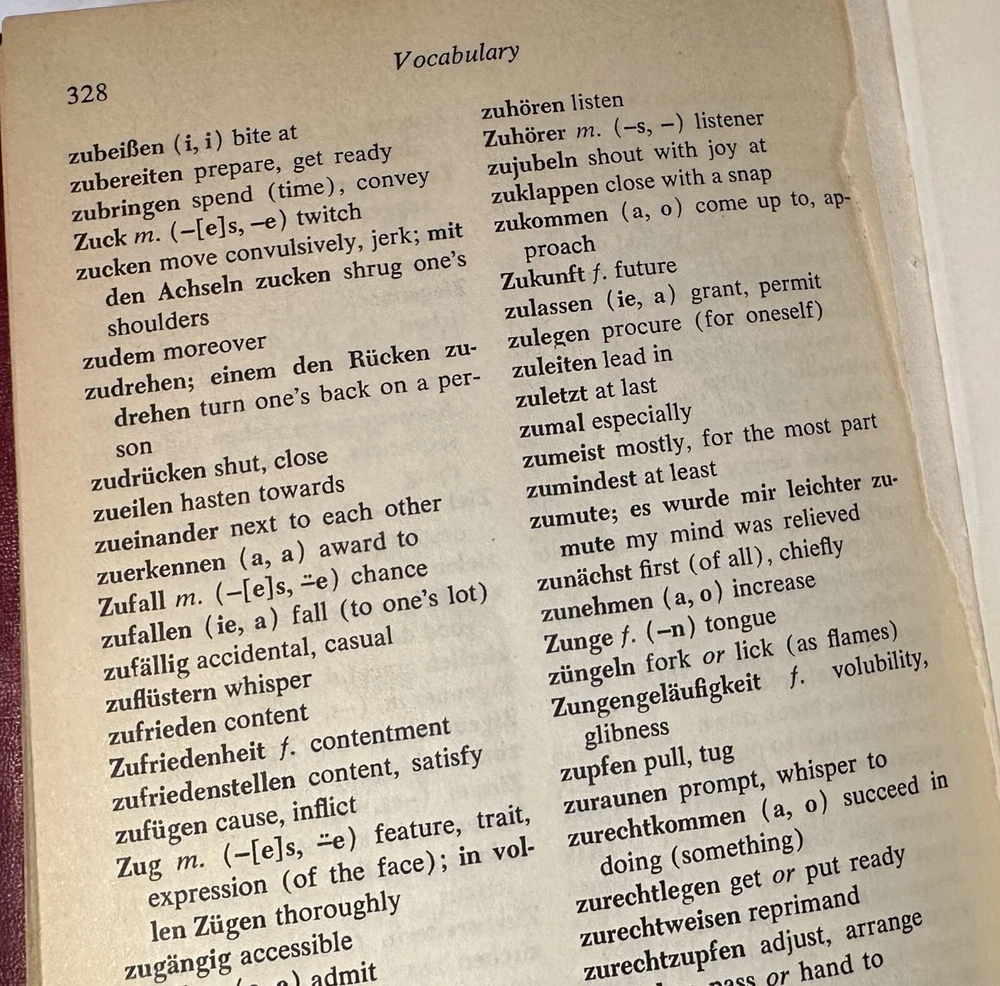 328
Vocabulary
zubeißen (i, i) bite at
zubereiten prepare, get ready
zubringen spend (time), convey
Zuck m. (–[e]s, –e) twitch
zucken move convulsively, jerk; mit
den Achseln zucken shrug one's
shoulders
zudem moreover
zudrehen; einem den Rücken zu-
drehen turn one's back on a per-
son
zudrücken shut, close
zueilen hasten towards
zueinander next to each other
zuerkennen (a, a) award to
Zufall m. (–[e]s, –̈e) chance
zufallen (ie, a) fall (to one's lot)
zufällig accidental, casual
zuflüstern whisper
zufrieden content
Zufriedenheit f. contentment
zufriedenstellen content, satisfy
zufügen cause, inflict
Zug m. (–[e]s, –̈e) feature, trait,
expression (of the face); in vol-
len Zügen thoroughly
zugängig accessible
admit
zuhören listen
Zuhörer m. (–s, –) listener
zujubeln shout with joy at
zuklappen close with a snap
zukommen (a, o) come up to, ap-
proach
Zukunft f. future
zulassen (ie, a) grant, permit
zulegen procure (for oneself)
zuleiten lead in
zuletzt at last
zumal especially
zumeist mostly, for the most part
zumindest at least
zumute; es wurde mir leichter zu-
mute my mind was relieved
zunächst first (of all), chiefly
zunehmen (a, o) increase
Zunge f. (–n) tongue
züngeln fork or lick (as flames)
Zungengeläufigkeit f. volubility,
glibness
zupfen pull, tug
zuraunen prompt, whisper to
zurechtkommen (a, o) succeed in
doing (something)
zurechtlegen get or put ready
zurechtweisen reprimand
zurechtzupfen adjust, arrange
pass or hand to